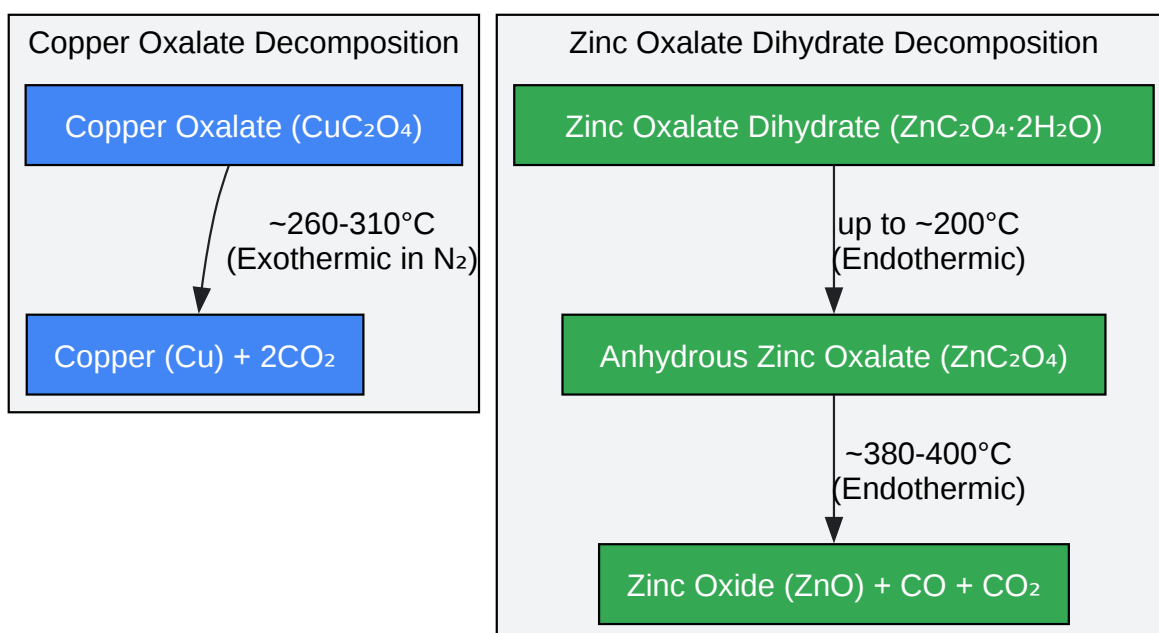 Copper Oxalate Decomposition
Copper Oxalate (CuC₂O₄)
~260-310°C
(Exothermic in N₂)
Copper (Cu) + 2CO₂
Zinc Oxalate Dihydrate Decomposition
Zinc Oxalate Dihydrate (ZnC₂O₄·2H₂O)
up to ~200°C
(Endothermic)
Anhydrous Zinc Oxalate (ZnC₂O₄)
~380-400°C
(Endothermic)
Zinc Oxide (ZnO) + CO + CO₂